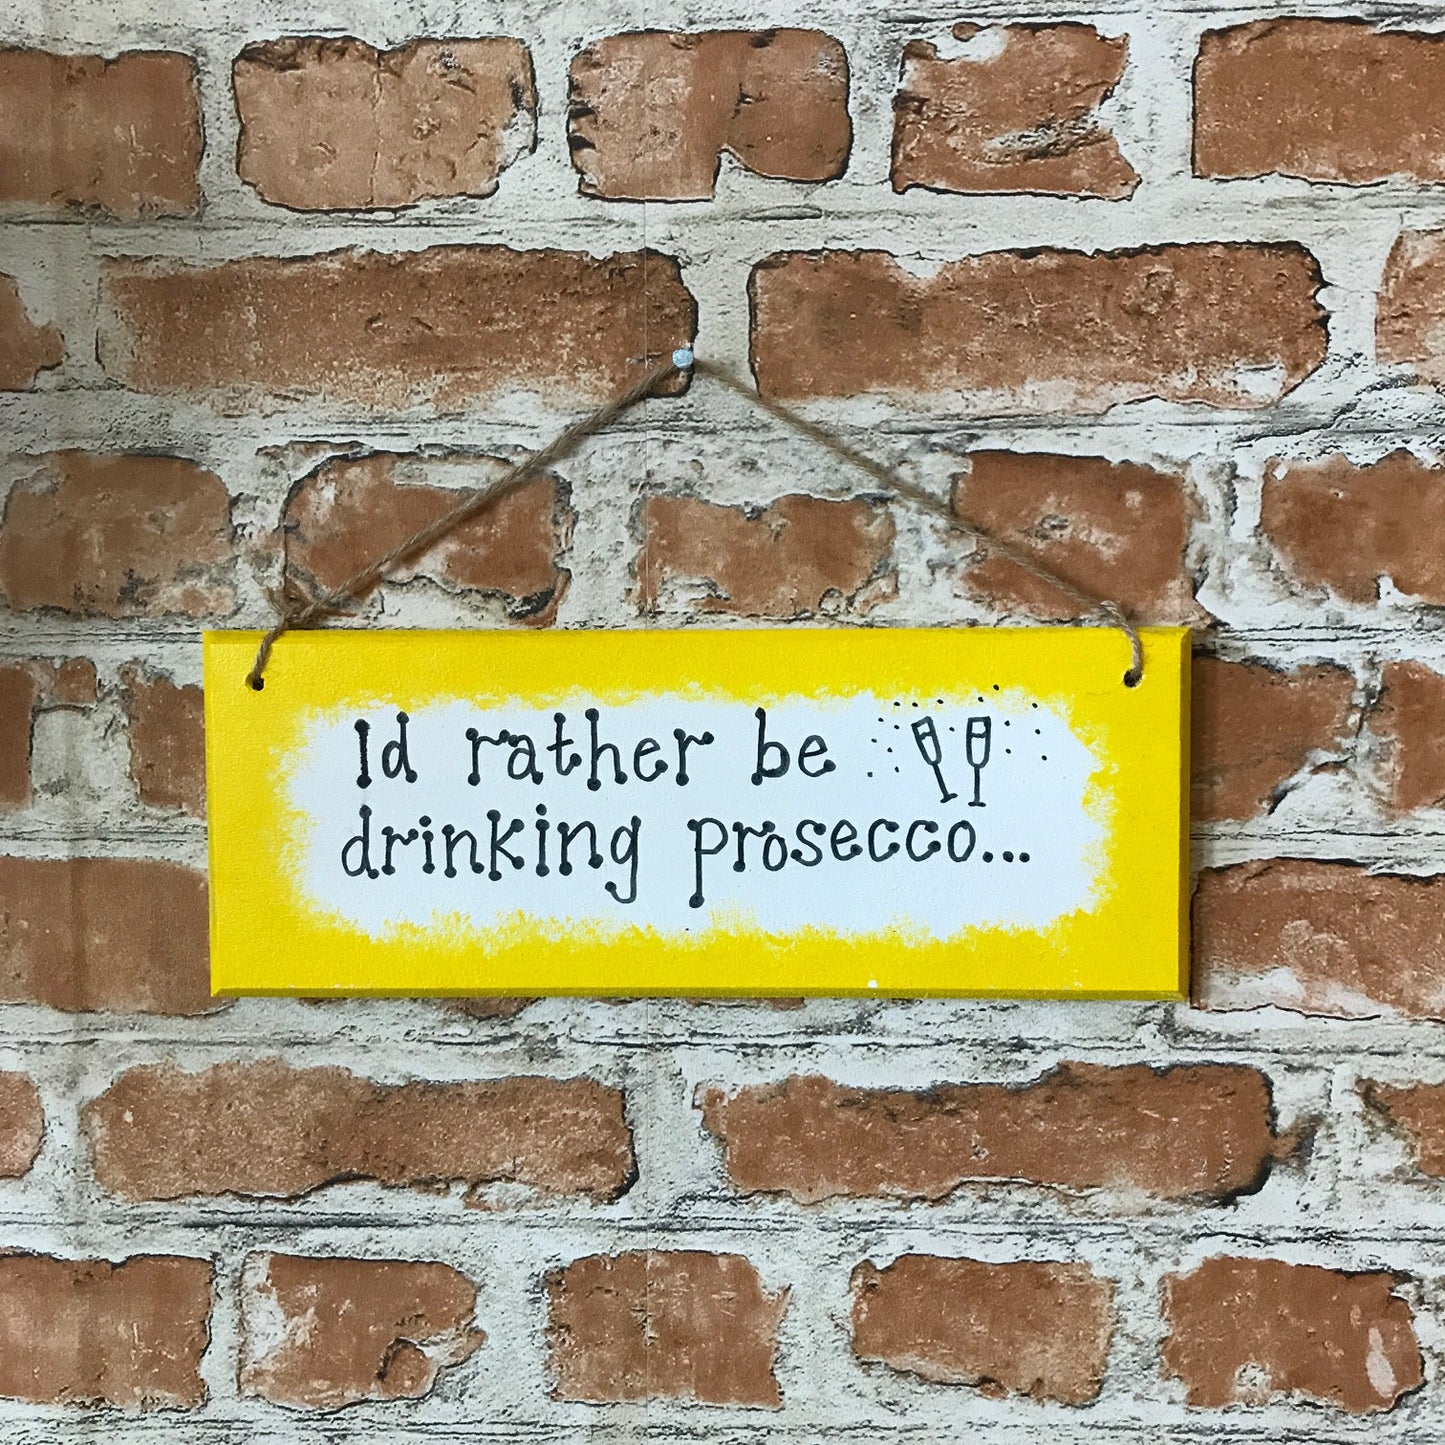 Id rather be
drinking prosecco...